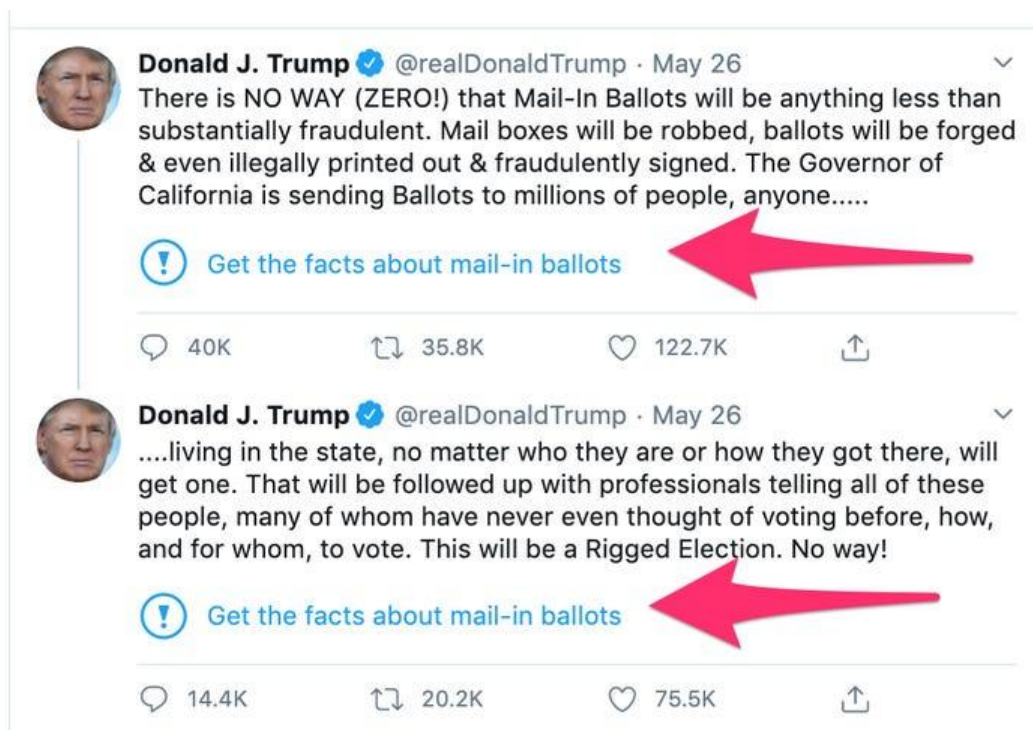 Donald J. Trump @realDonaldTrump · May 26
There is NO WAY (ZERO!) that Mail-In Ballots will be anything less than
substantially fraudulent. Mail boxes will be robbed, ballots will be forged
& even illegally printed out & fraudulently signed. The Governor of
California is sending Ballots to millions of people, anyone.....
Get the facts about mail-in ballots
40K 35.8K 122.7K
Donald J. Trump @realDonaldTrump · May 26
....living in the state, no matter who they are or how they got there, will
get one. That will be followed up with professionals telling all of these
people, many of whom have never even thought of voting before, how,
and for whom, to vote. This will be a Rigged Election. No way!
Get the facts about mail-in ballots
14.4K 20.2K 75.5K